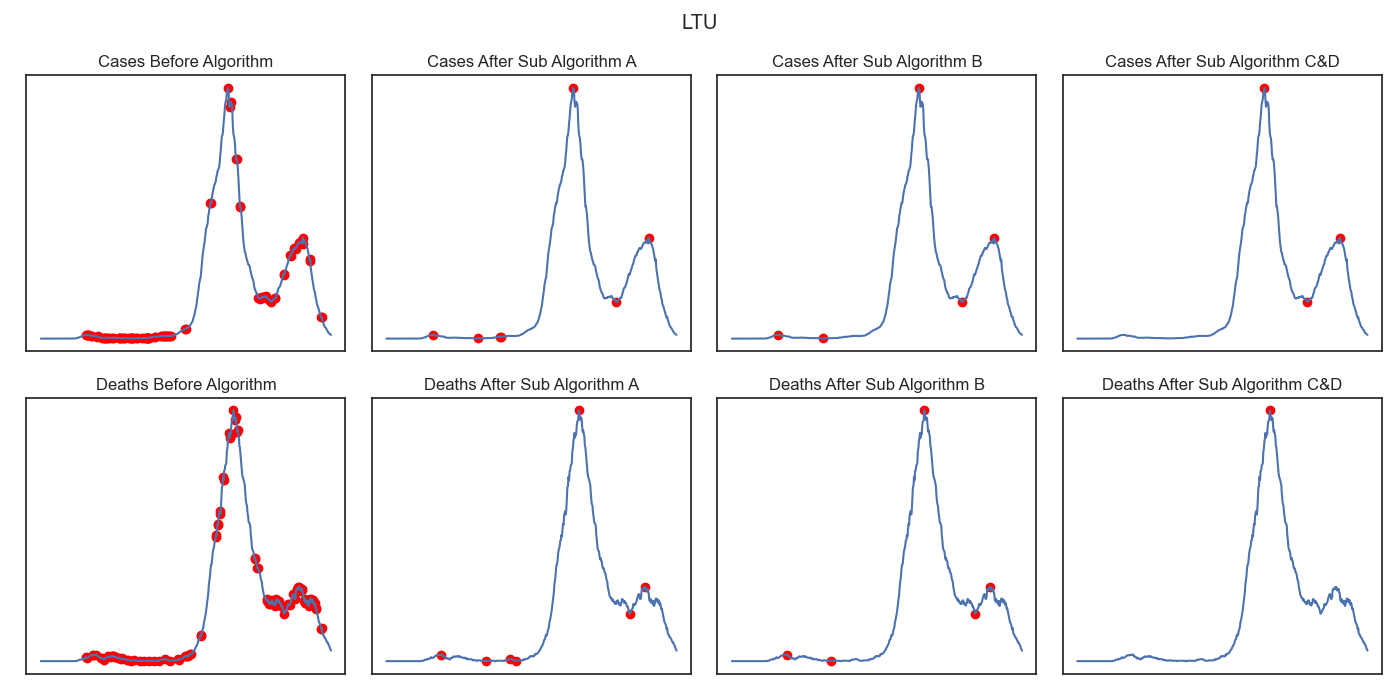 LTU
Cases Before Algorithm
Cases After Sub Algorithm A
Cases After Sub Algorithm B
Cases After Sub Algorithm C&D
Deaths Before Algorithm
Deaths After Sub Algorithm A
Deaths After Sub Algorithm B
Deaths After Sub Algorithm C&D